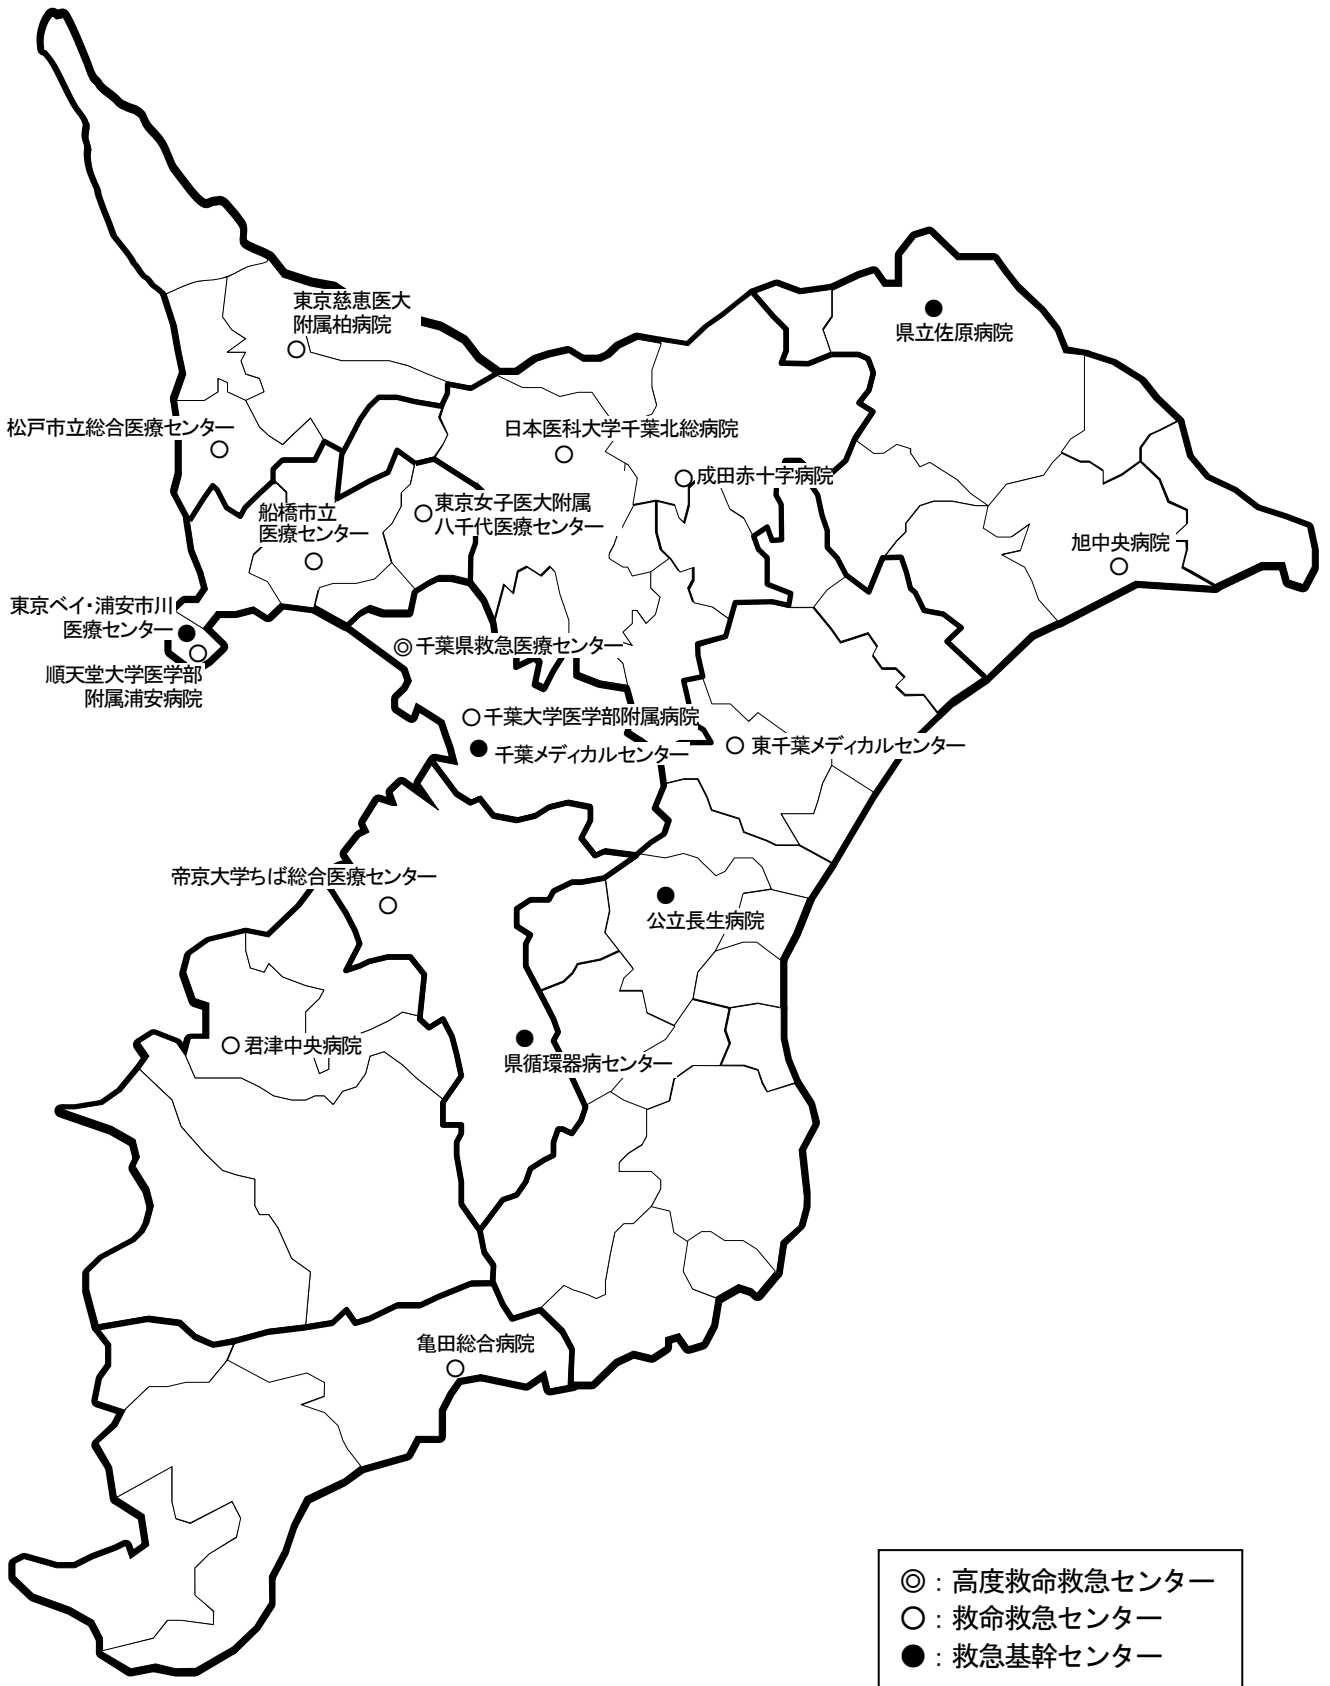 東京慈恵医大
附属柏病院
県立佐原病院
松戸市立総合医療センター
日本医科大学千葉北総病院
成田赤十字病院
東京女子医大附属
八千代医療センター
船橋市立
医療センター
旭中央病院
東京ベイ・浦安市川
医療センター
千葉県救急医療センター
順天堂大学医学部
附属浦安病院
千葉大学医学部附属病院
千葉メディカルセンター
東千葉メディカルセンター
帝京大学ちば総合医療センター
公立長生病院
君津中央病院
県循環器病センター
亀田総合病院
◎：高度救命救急センター
○：救命救急センター
●：救急基幹センター